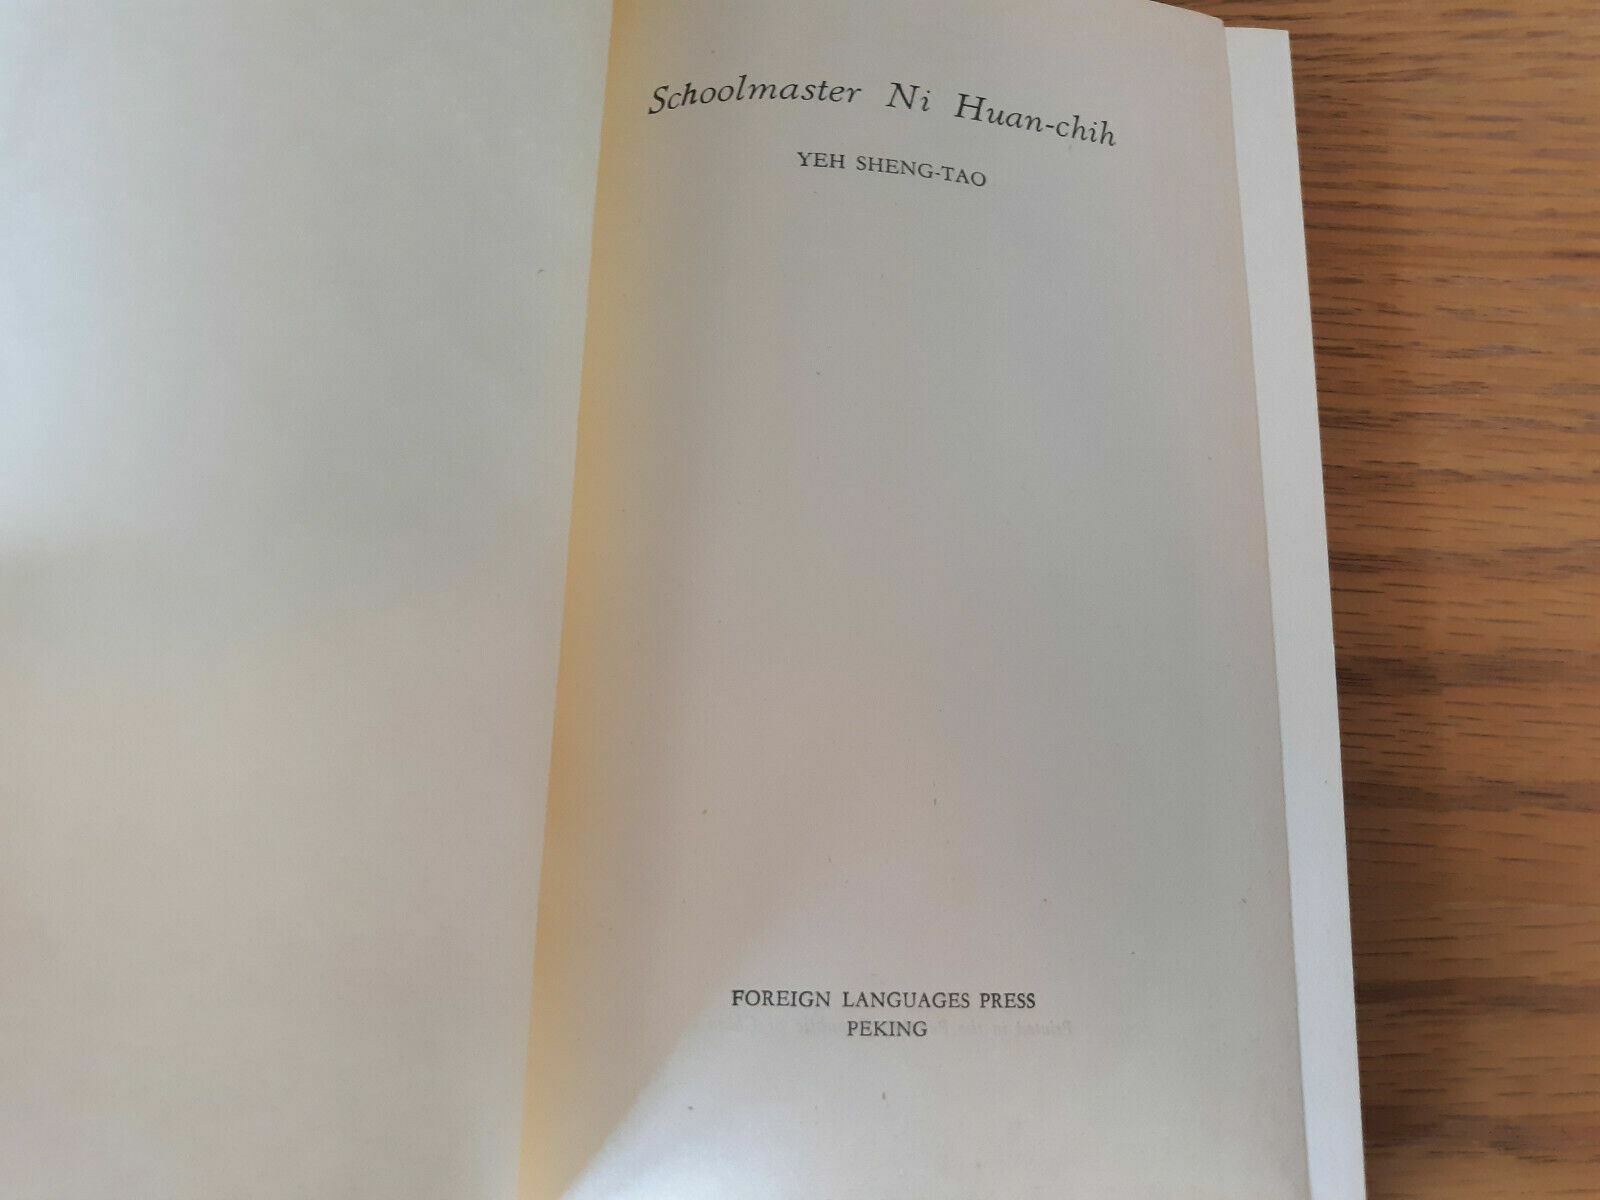 Schoolmaster Ni Huan-chih
YEH SHENG-TAO
FOREIGN LANGUAGES PRESS
PEKING